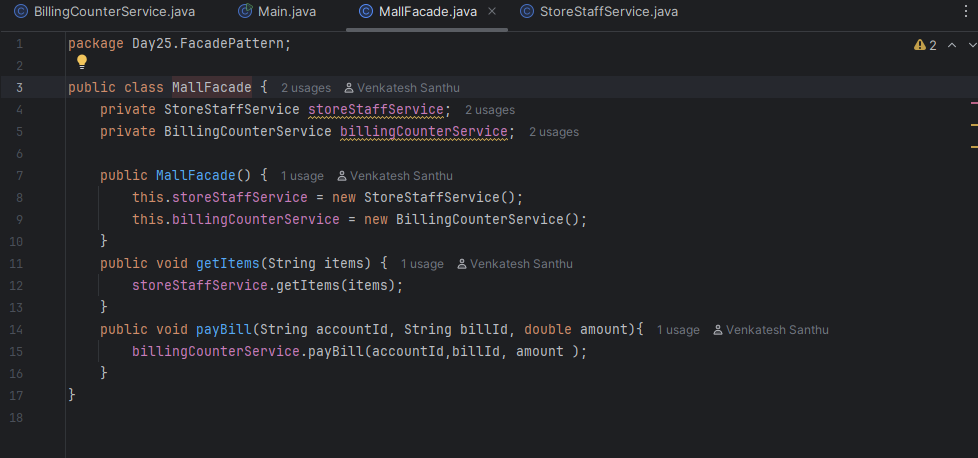 BillingCounterService.java Main.java MallFacade.java StoreStaffService.java
1 package Day25.FacadePattern; 2
2
3 public class MallFacade { 2 usages Venkatesh Santhu
4 private StoreStaffService storeStaffService; 2 usages
5 private BillingCounterService billingCounterService; 2 usages
6
7 public MallFacade() { 1 usage Venkatesh Santhu
8 this.storeStaffService = new StoreStaffService();
9 this.billingCounterService = new BillingCounterService();
10 }
11 public void getItems(String items) { 1 usage Venkatesh Santhu
12 storeStaffService.getItems(items);
13 }
14 public void payBill(String accountId, String billId, double amount){ 1 usage Venkatesh Santhu
15 billingCounterService.payBill(accountId,billId, amount );
16 }
17 }
18